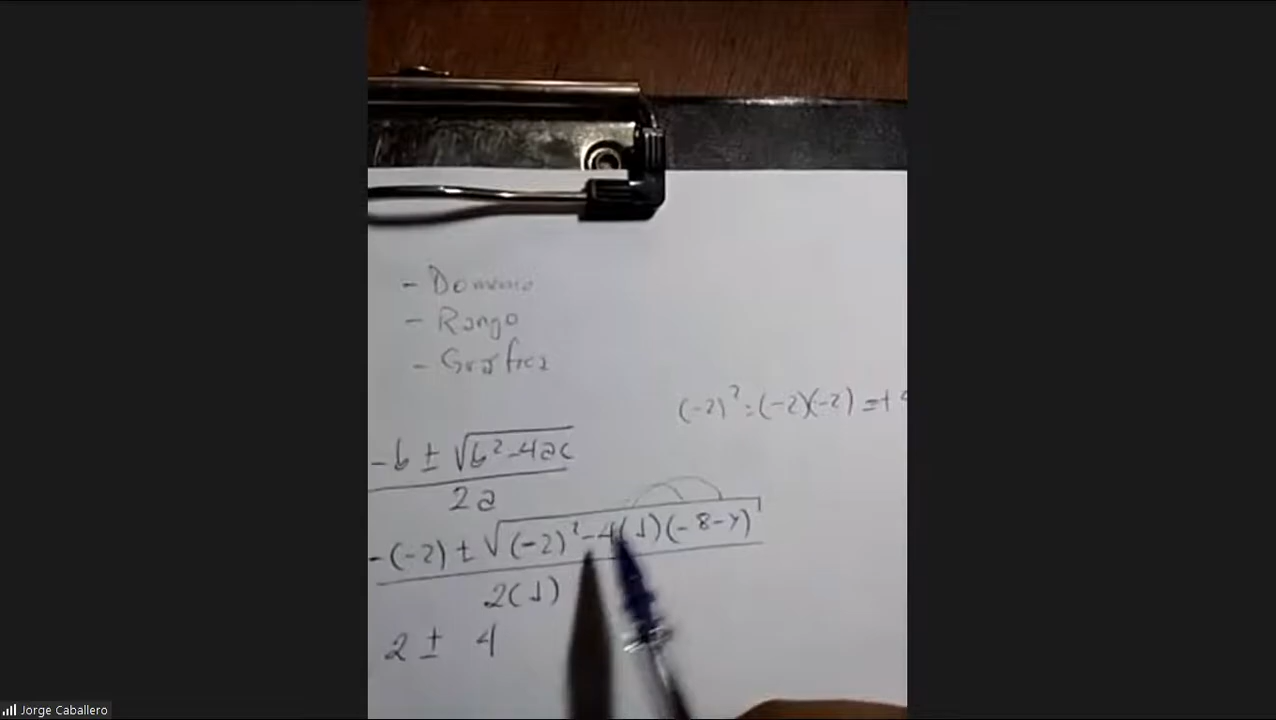 - Dominio
- Rango
- Gráfica
(-2)² = (-2)(-2) = +4
-b ± √b²-4ac
2a
-(-2) ± √(-2)²-4(1)(-8-y)
2(1)
2 ± 4
Jorge Caballero